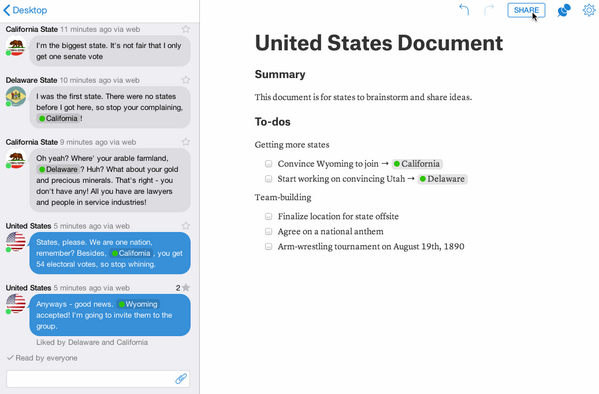 Desktop
SHARE
California State 11 minutes ago via web
I'm the biggest state. It's not fair that I only
get one senate vote
Delaware State 10 minutes ago via web
I was the first state. There were no states
before I got here, so stop your complaining,
California !
California State 9 minutes ago via web
Oh yeah? Where' your arable farmland,
Delaware ? Huh? What about your gold
and precious minerals. That's right - you
don't have any! All you have are lawyers
and people in service industries!
United States 5 minutes ago via web
States, please. We are one nation,
remember? Besides, California , you get
54 electoral votes, so stop whining.
United States 5 minutes ago via web 2
Anyways - good news. Wyoming
accepted! I'm going to invite them to the
group.
Liked by Delaware and California
Read by everyone
United States Document
Summary
This document is for states to brainstorm and share ideas.
To-dos
Getting more states
Convince Wyoming to join → California
Start working on convincing Utah → Delaware
Team-building
Finalize location for state offsite
Agree on a national anthem
Arm-wrestling tournament on August 19th, 1890